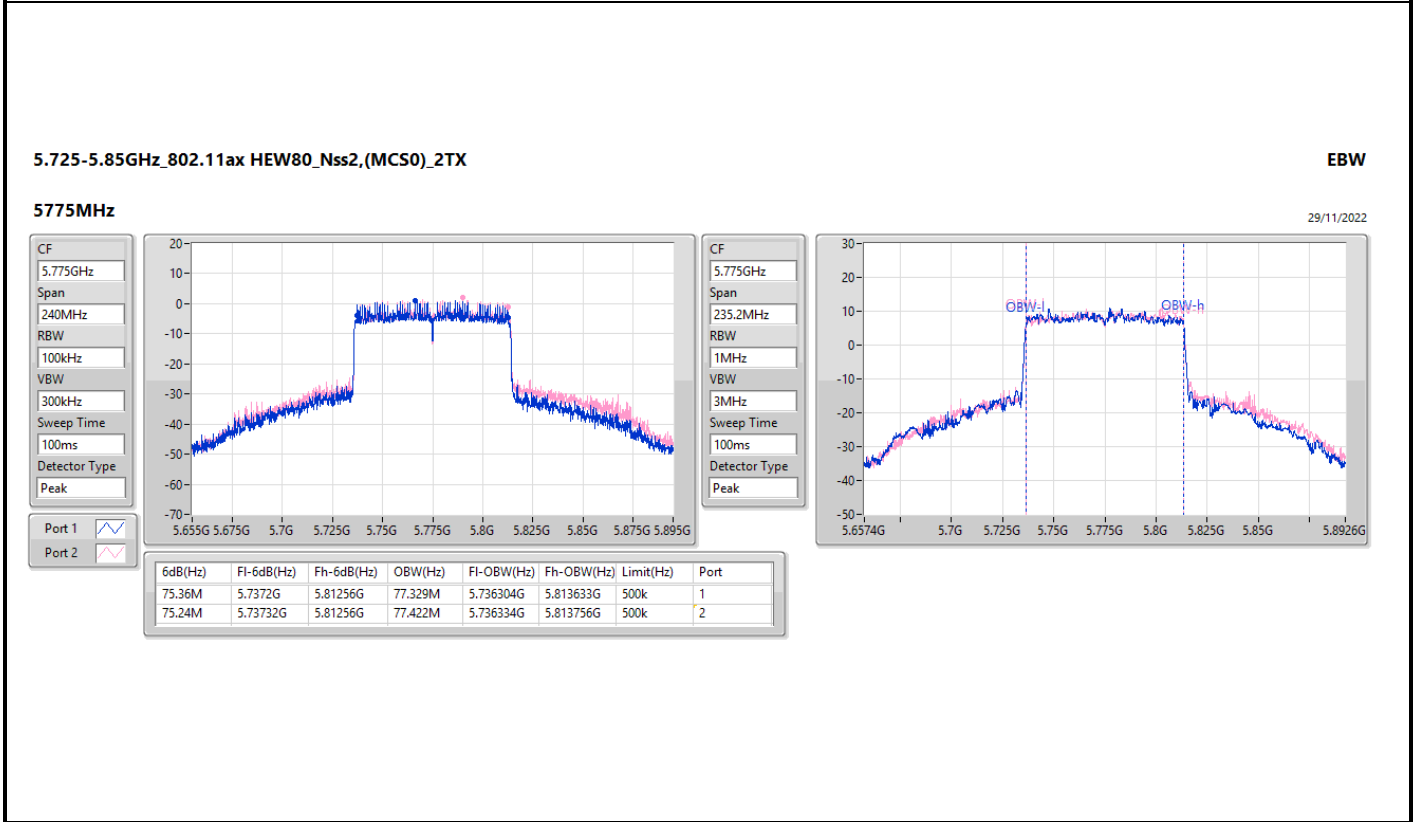 5.725-5.85GHz_802.11ax HEW80_Nss2,(MCS0)_2TX
EBW
5775MHz
29/11/2022
CF
5.775GHz
Span
240MHz
RBW
100kHz
VBW
300kHz
Sweep Time
100ms
Detector Type
Peak
Port 1
Port 2
20
10
0
-10
-20
-30
-40
-50
-60
-70
5.655G 5.675G 5.7G 5.725G 5.75G 5.775G 5.8G 5.825G 5.85G 5.875G 5.895G
CF
5.775GHz
Span
235.2MHz
RBW
1MHz
VBW
3MHz
Sweep Time
100ms
Detector Type
Peak
30
20
10
0
-10
-20
-30
-40
-50
OBW-l OBW-h
5.6574G 5.7G 5.725G 5.75G 5.775G 5.8G 5.825G 5.85G 5.8926G
6dB(Hz) Fl-6dB(Hz) Fh-6dB(Hz) OBW(Hz) Fl-OBW(Hz) Fh-OBW(Hz) Limit(Hz) Port
75.36M 5.7372G 5.81256G 77.329M 5.736304G 5.813633G 500k 1
75.24M 5.73732G 5.81256G 77.422M 5.736334G 5.813756G 500k 2